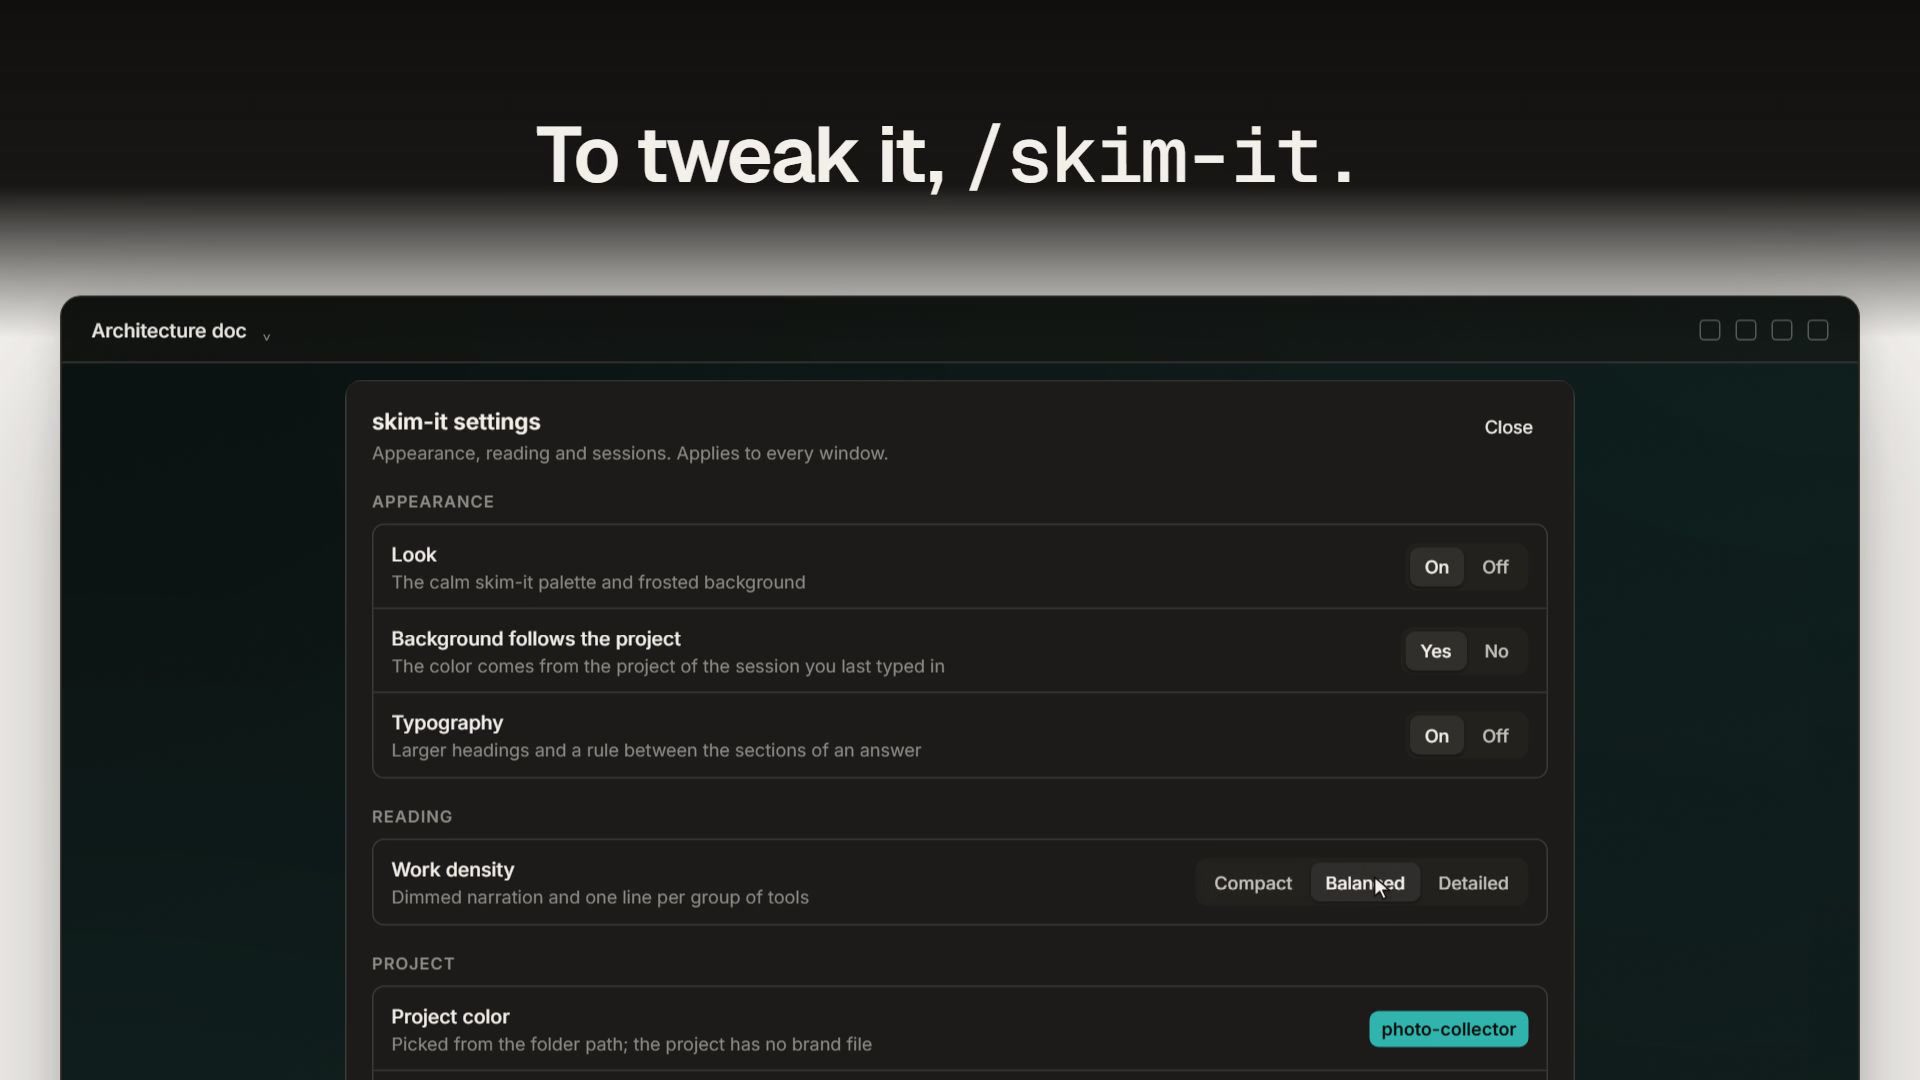 To tweak it, /skim-it.
Architecture doc
skim-it settings
Close
Appearance, reading and sessions. Applies to every window.
APPEARANCE
Look
On Off
The calm skim-it palette and frosted background
Background follows the project
Yes No
The color comes from the project of the session you last typed in
Typography
On Off
Larger headings and a rule between the sections of an answer
READING
Work density
Compact Balanced Detailed
Dimmed narration and one line per group of tools
PROJECT
Project color
photo-collector
Picked from the folder path; the project has no brand file